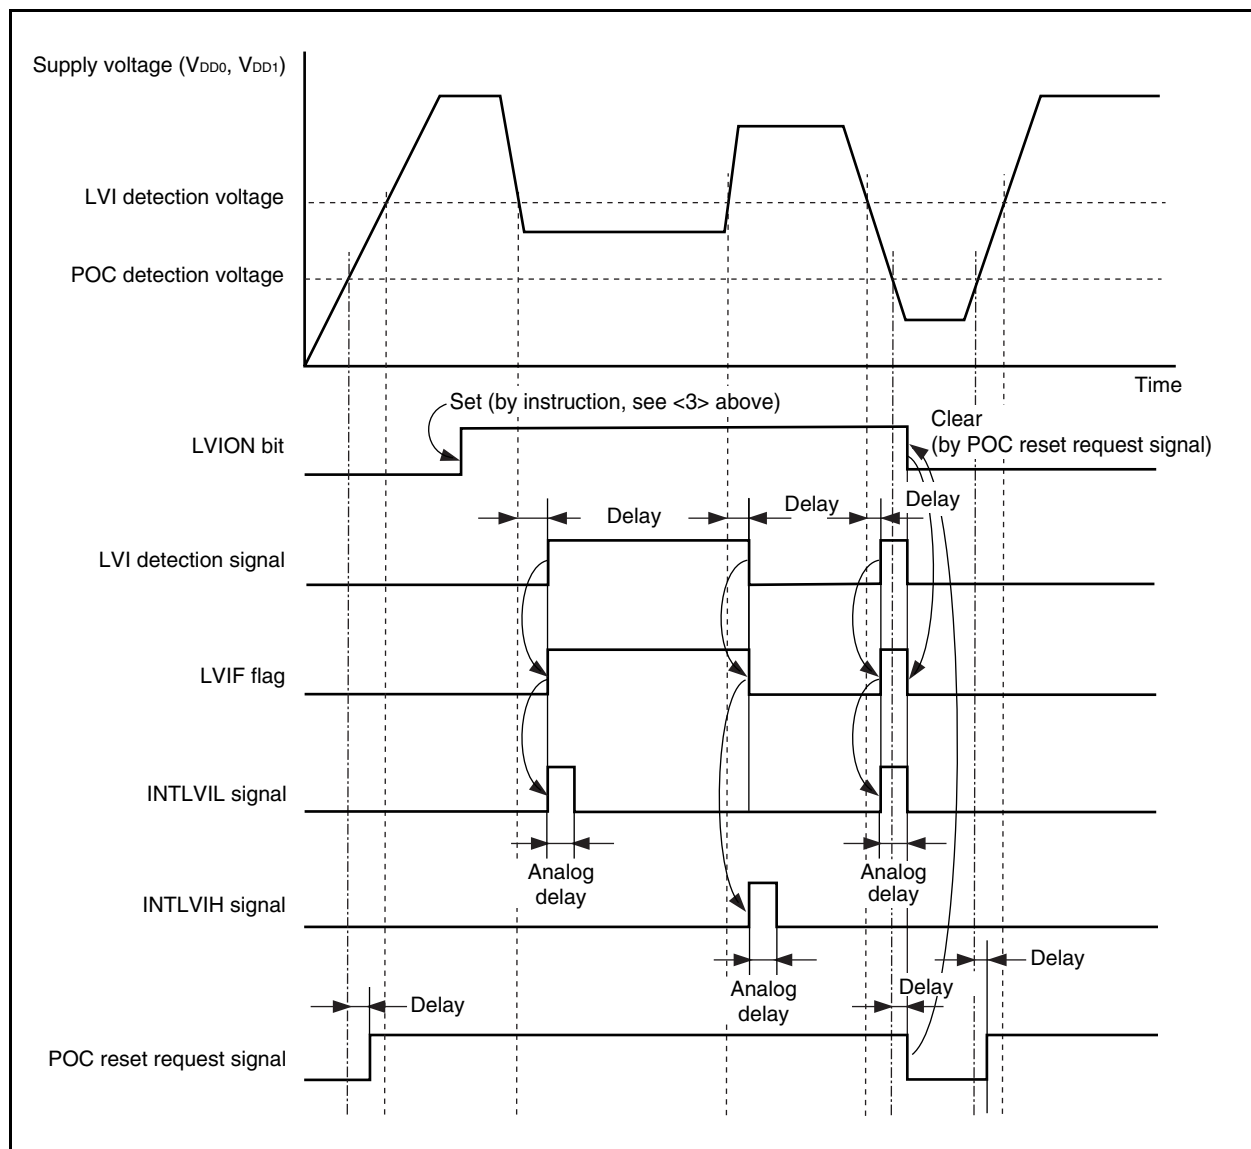 Supply voltage (VDD0, VDD1)
LVI detection voltage
POC detection voltage
Time
Set (by instruction, see <3> above)
Clear
(by POC reset request signal)
LVION bit
Delay
Delay
Delay
LVI detection signal
LVIF flag
INTLVIL signal
Analog
delay
Analog
delay
INTLVIH signal
Analog
delay
Delay
Delay
Delay
POC reset request signal